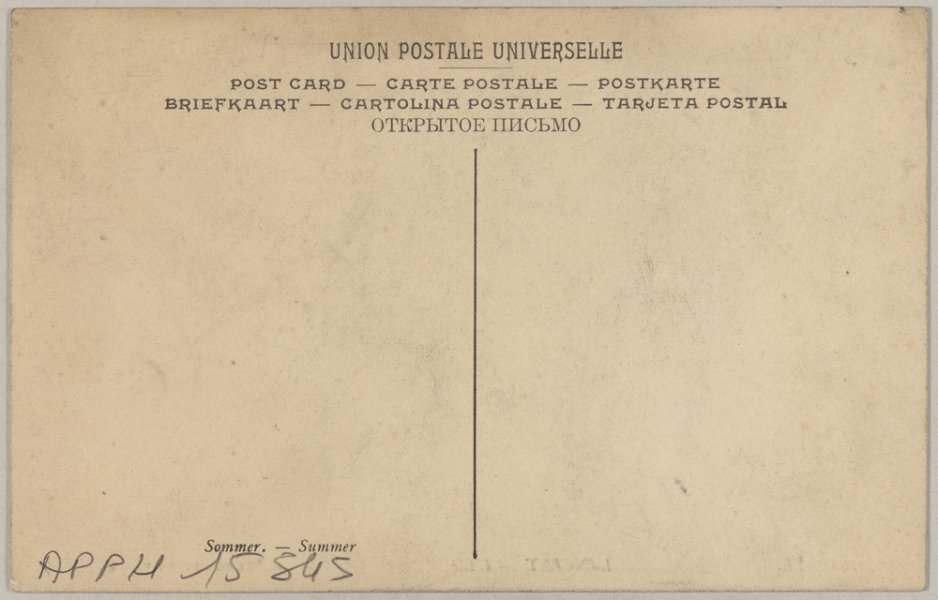 UNION POSTALE UNIVERSELLE
POST CARD — CARTE POSTALE — POSTKARTE
BRIEFKAART — CARTOLINA POSTALE — TARJETA POSTAL
ОТКРЫТОЕ ПИСЬМО
Sommer. — Summer
APPH 15 845